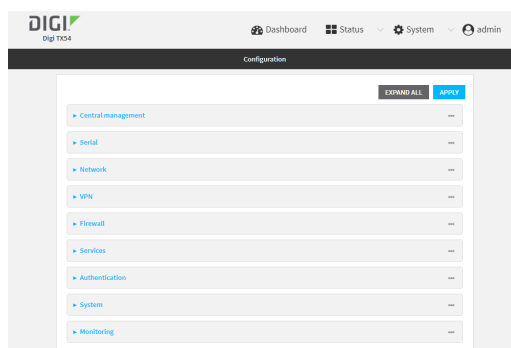 DIGI
Digi TX54
Dashboard Status System admin
Configuration
EXPAND ALL APPLY
Central management
Serial
Network
VPN
Firewall
Services
Authentication
System
Monitoring